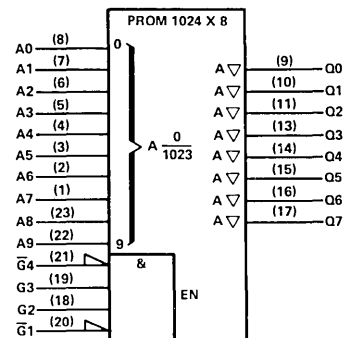 PROM 1024 X 8
A0 (8) 0 (9) Q0
A1 (7) A ▽ (10) Q1
A2 (6) A ▽ (11) Q2
A3 (5) A ▽ (13) Q3
A4 (4) A 0/1023 A ▽ (14) Q4
A5 (3) A ▽ (15) Q5
A6 (2) A ▽ (16) Q6
A7 (1) A ▽ (17) Q7
A8 (23) A ▽
A9 (22) 9
G̅4 (21) &
G3 (19) EN
G2 (18)
G̅1 (20)